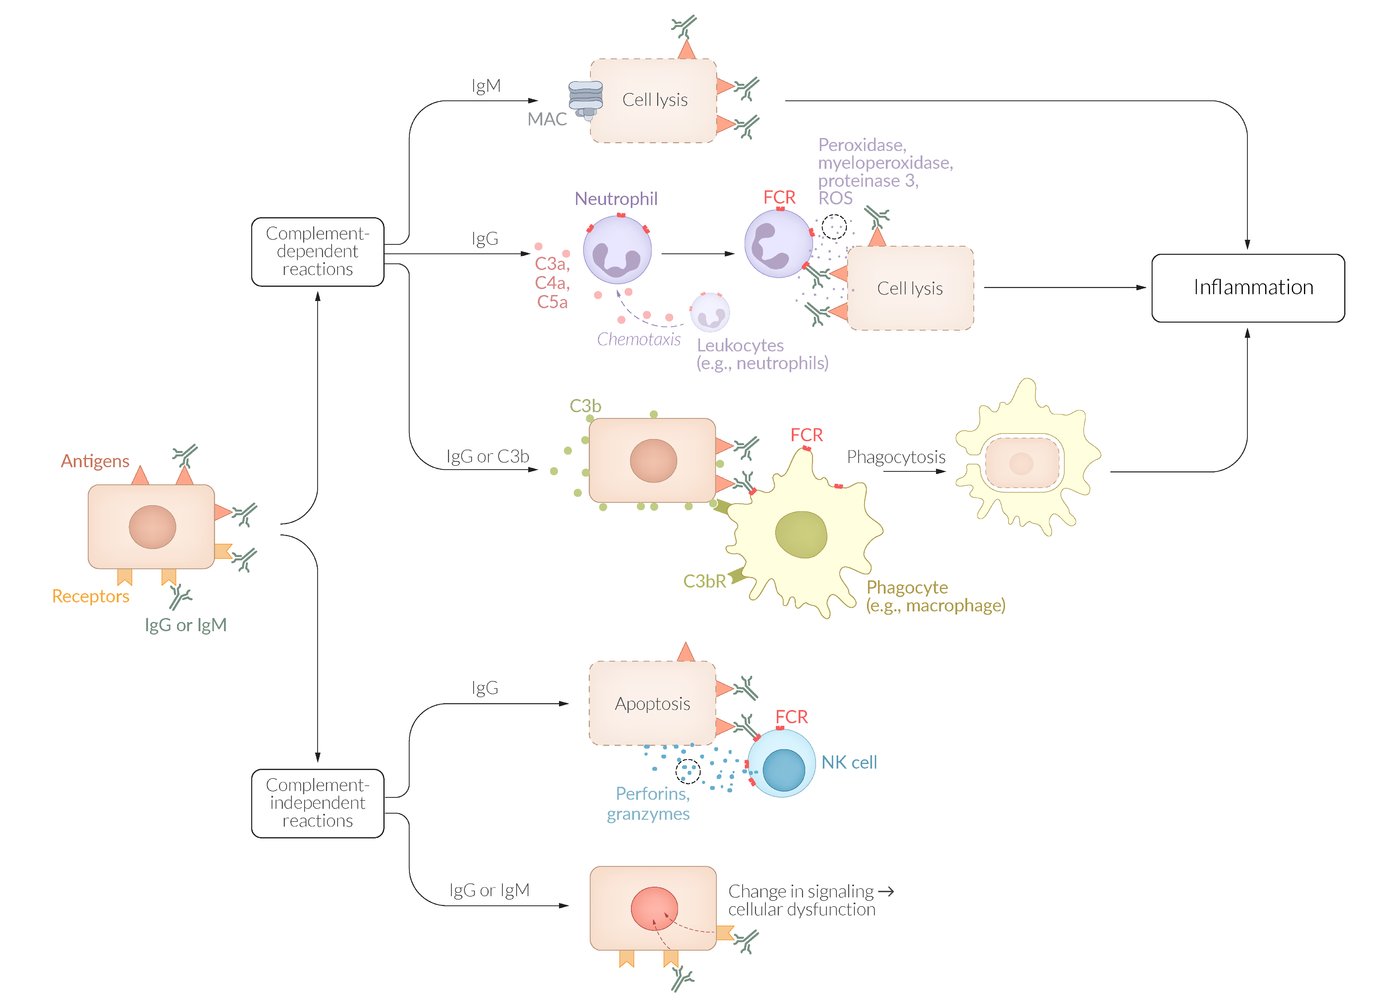 IgM
MAC
Cell lysis
Peroxidase,
myeloperoxidase,
proteinase 3,
ROS
Neutrophil
FCR
Complement-
dependent
reactions
IgG
C3a,
C4a,
C5a
Cell lysis
Inflammation
Chemotaxis
Leukocytes
(e.g., neutrophils)
C3b
FCR
IgG or C3b
Phagocytosis
Antigens
C3bR
Phagocyte
(e.g., macrophage)
Receptors
IgG or IgM
IgG
Apoptosis
FCR
NK cell
Complement-
independent
reactions
Perforins,
granzymes
IgG or IgM
Change in signaling →
cellular dysfunction